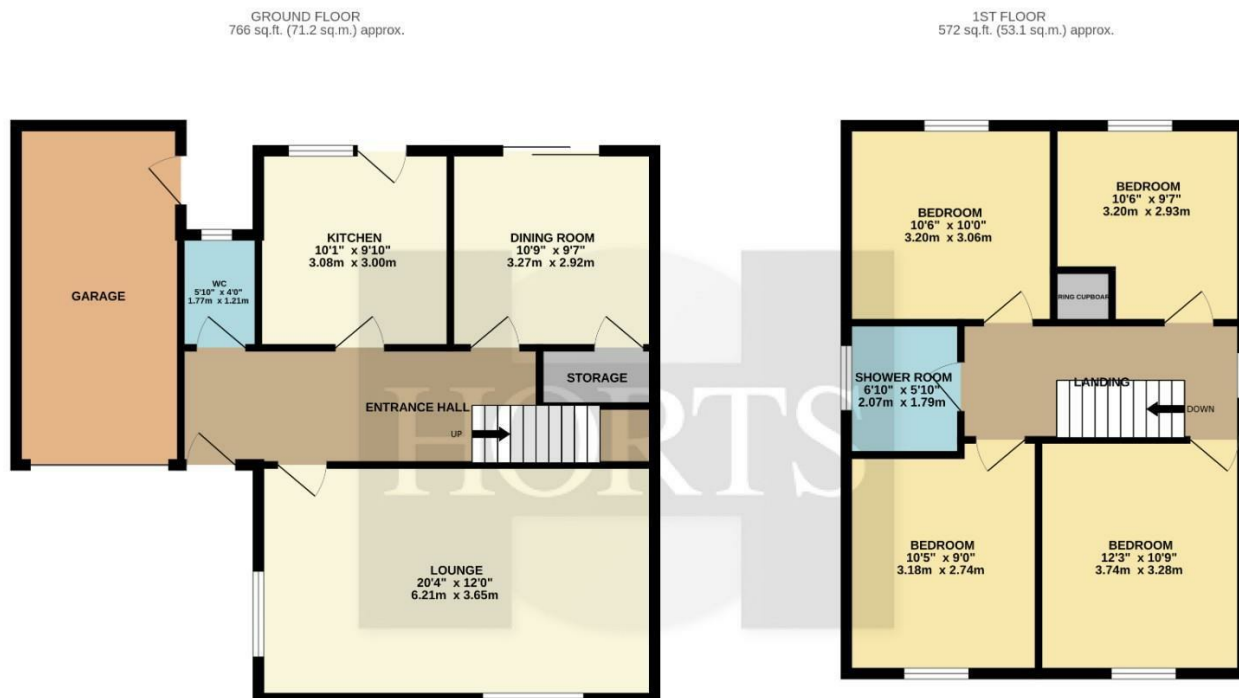 GROUND FLOOR
766 sq.ft. (71.2 sq.m.) approx.
1ST FLOOR
572 sq.ft. (53.1 sq.m.) approx.
GARAGE
WC
5'10" x 4'0"
1.77m x 1.21m
KITCHEN
10'1" x 9'10"
3.08m x 3.00m
DINING ROOM
10'9" x 9'7"
3.27m x 2.92m
STORAGE
ENTRANCE HALL
UP
LOUNGE
20'4" x 12'0"
6.21m x 3.65m
HORTS
BEDROOM
10'6" x 10'0"
3.20m x 3.06m
BEDROOM
10'6" x 9'7"
3.20m x 2.93m
RING CUPBOAR
SHOWER ROOM
6'10" x 5'10"
2.07m x 1.79m
LANDING
DOWN
BEDROOM
10'5" x 9'0"
3.18m x 2.74m
BEDROOM
12'3" x 10'9"
3.74m x 3.28m